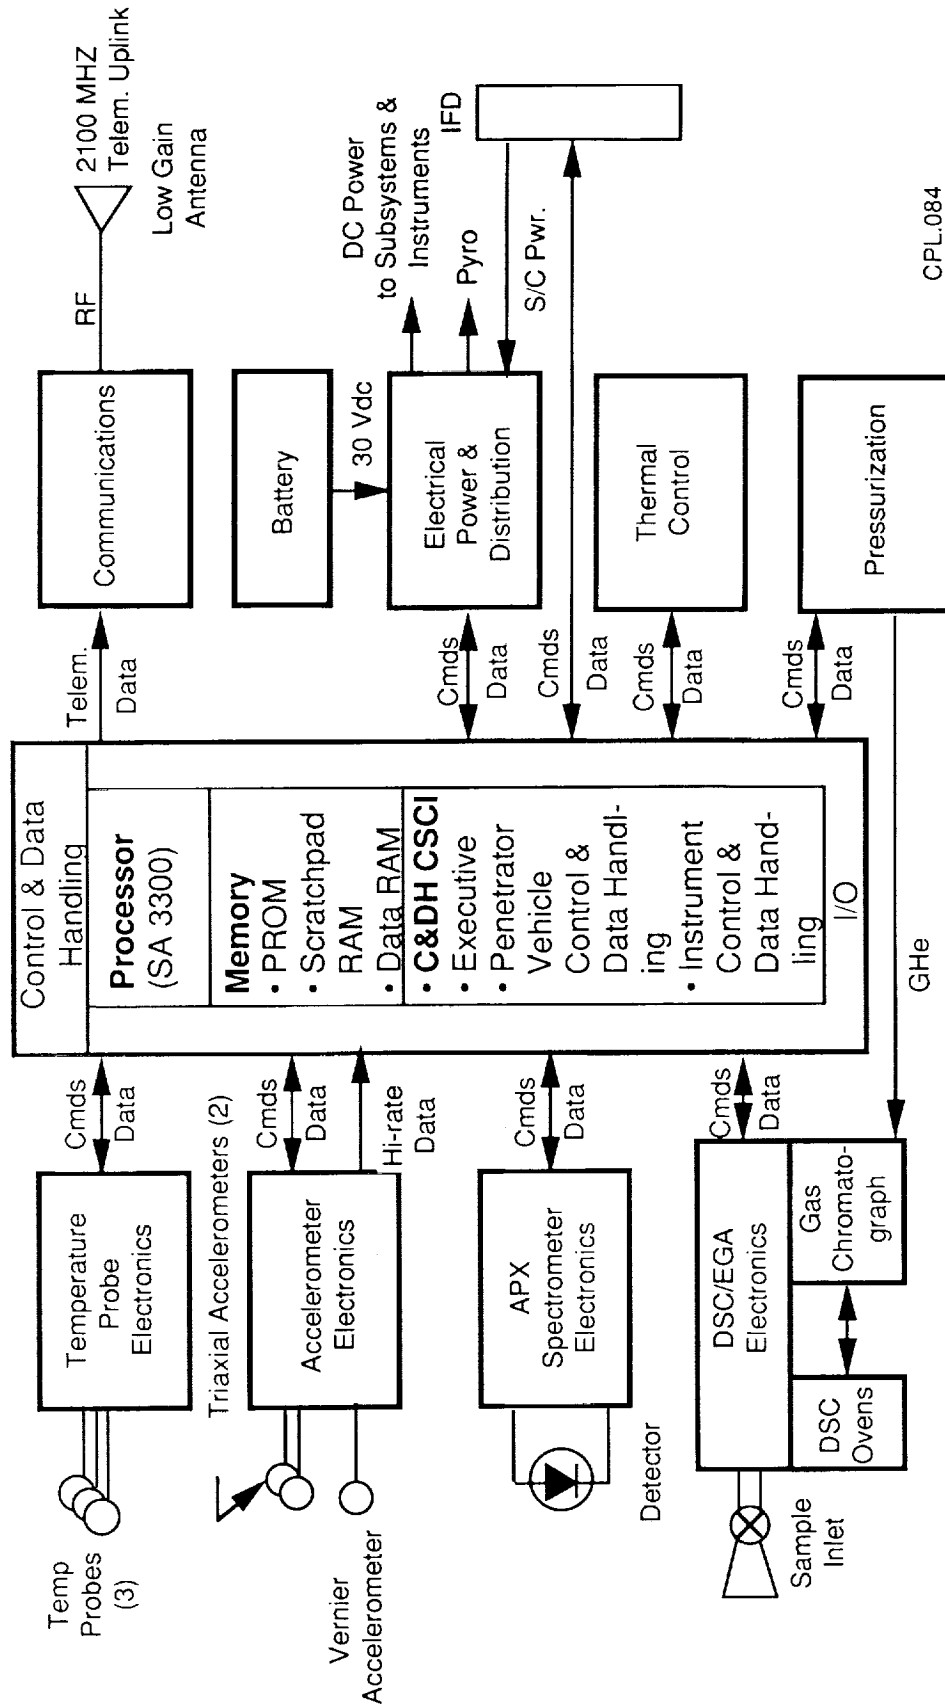 Temp
Probes
(3)
Temperature
Probe
Electronics
Cmds
Data
Triaxial Accelerometers (2)
Vernier
Accelerometer
Accelerometer
Electronics
Cmds
Data
Hi-rate
Data
Detector
APX
Spectrometer
Electronics
Cmds
Data
Sample
Inlet
DSC/EGA
Electronics
DSC
Ovens
Gas
Chromato-
graph
Cmds
Data
GHe
Control & Data
Handling
Processor
(SA 3300)
Memory
• PROM
• Scratchpad
RAM
• Data RAM
• C&DH CSCI
• Executive
• Penetrator
Vehicle
Control &
Data Handl-
ing
• Instrument
Control &
Data Hand-
ling
I/O
Telem.
Data
Communications
RF
2100 MHZ
Telem. Uplink
Low Gain
Antenna
Battery
30 Vdc
Electrical
Power &
Distribution
Cmds
Data
DC Power
to Subsystems &
Instruments
Pyro
IFD
S/C Pwr.
Cmds
Data
Thermal
Control
Cmds
Data
Pressurization
Cmds
Data
CPL.084